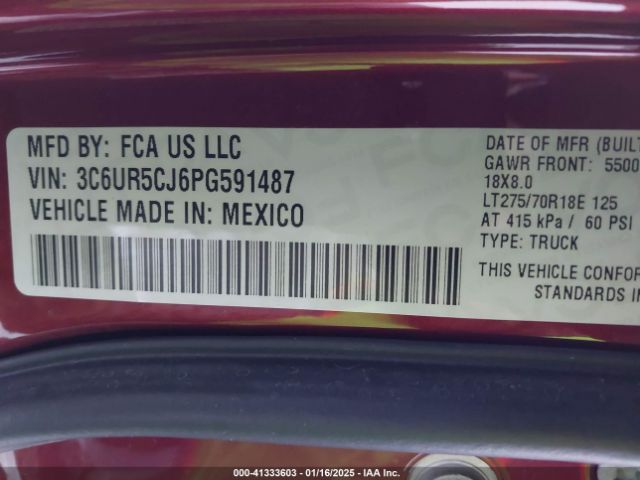 MFD BY: FCA US LLC
VIN: 3C6UR5CJ6PG591487
VEHICLE MADE IN: MEXICO
DATE OF MFR (BUILT
GAWR FRONT: 5500
18X8.0
LT275/70R18E 125
AT 415 kPa / 60 PSI
TYPE: TRUCK
THIS VEHICLE CONFOR
STANDARDS IN
000-41333603 - 01/16/2025 - IAA Inc.